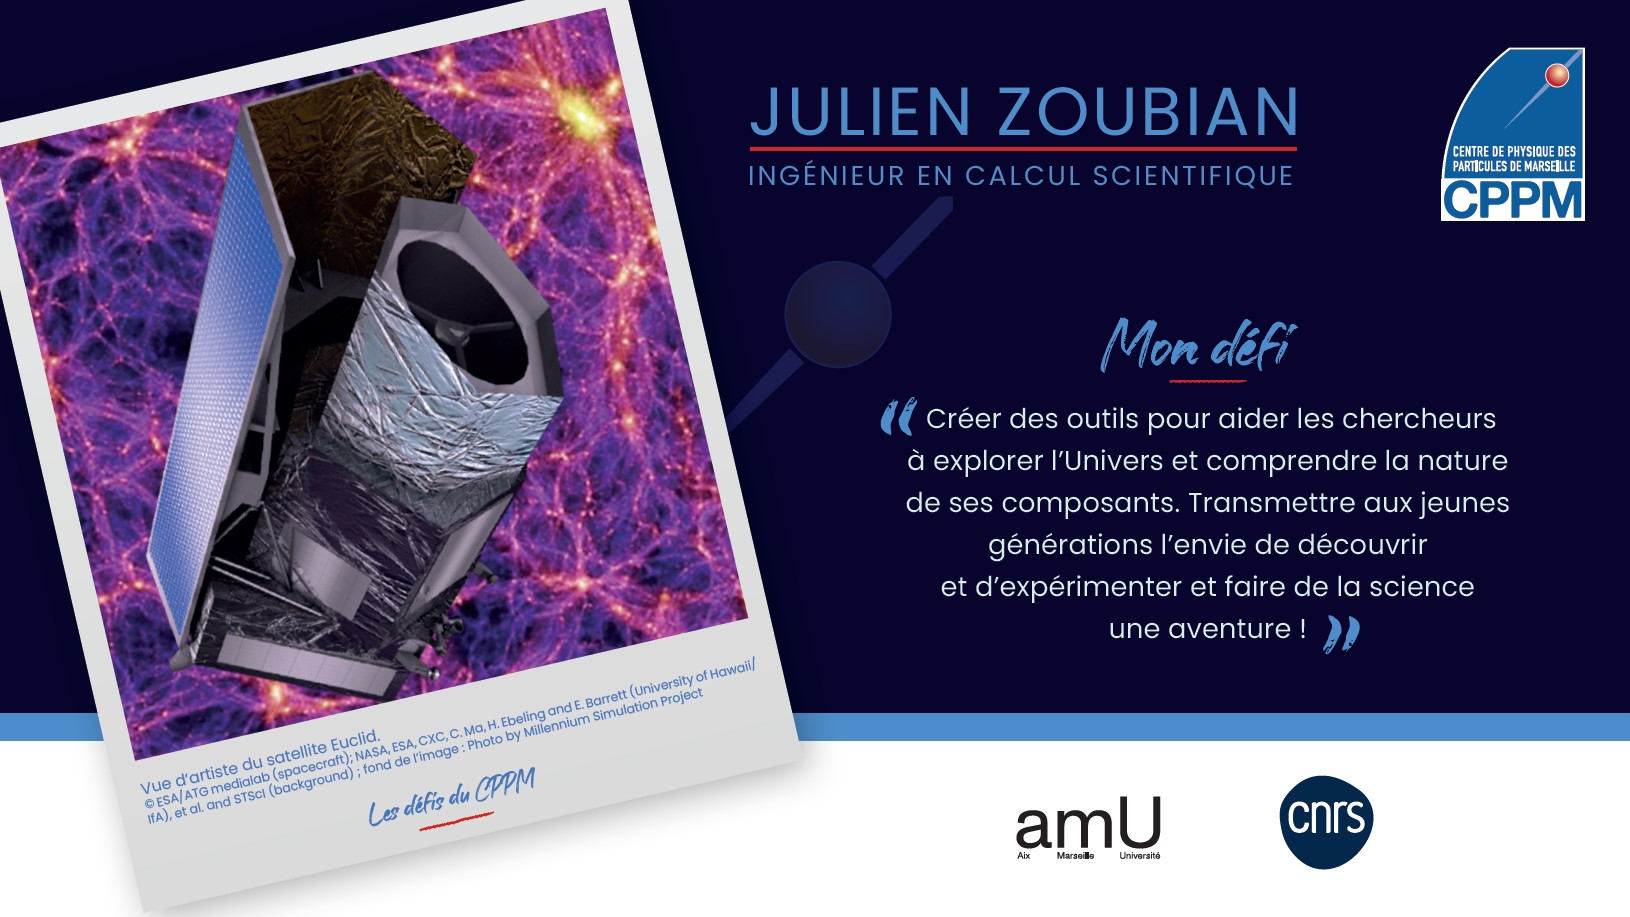 JULIEN ZOUBIAN
INGÉNIEUR EN CALCUL SCIENTIFIQUE
CENTRE DE PHYSIQUE DES
PARTICULES DE MARSEILLE
CPPM
Mon défi
“ Créer des outils pour aider les chercheurs
à explorer l’Univers et comprendre la nature
de ses composants. Transmettre aux jeunes
générations l’envie de découvrir
et d’expérimenter et faire de la science
une aventure ! ”
Vue d’artiste du satellite Euclid.
© ESA/ATG medialab (spacecraft); NASA, ESA, CXC, C. Ma, H. Ebeling and E. Barrett (University of Hawaii/
IfA), et al. and STScI (background) ; fond de l’image : Photo by Millennium Simulation Project
Les défis du CPPM
amU
Aix Marseille Université
cnrs